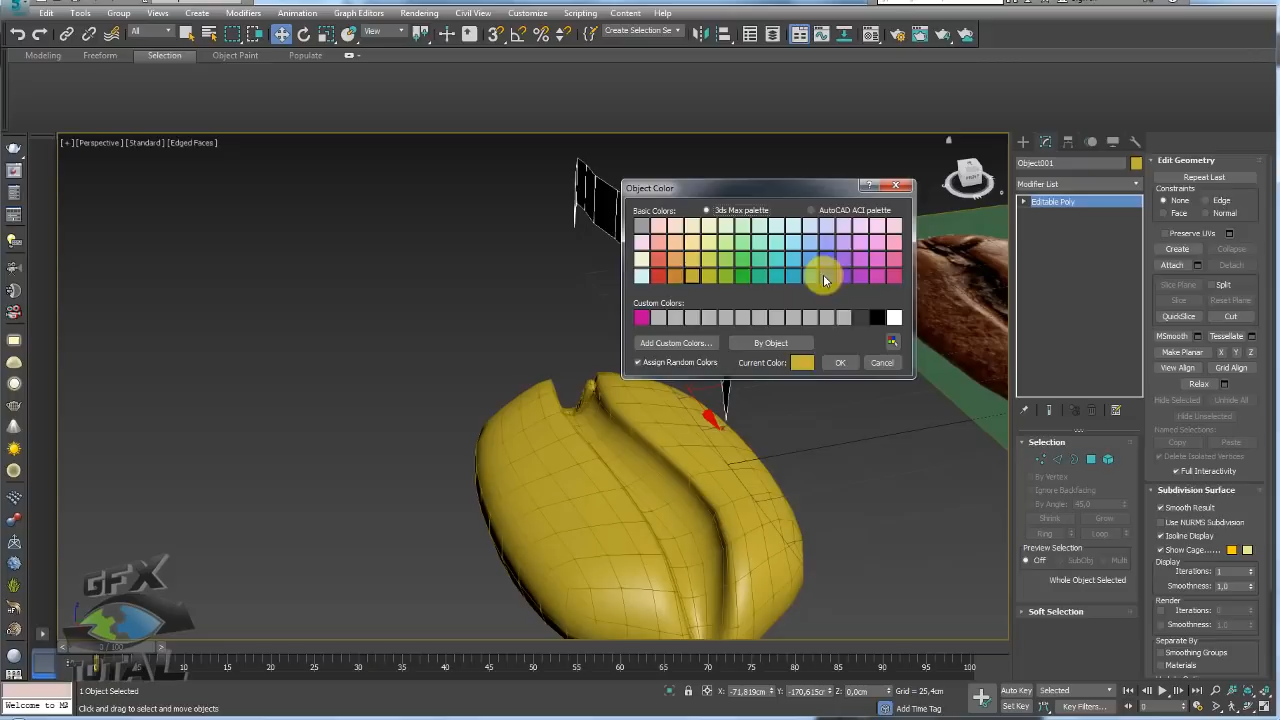 Edit Tools Group Views Create Modifiers Animation Graph Editors Rendering Civil View Customize Scripting Content Help
All View Create Selection Se
Modeling Freeform Selection Object Paint Populate
[+] [Perspective] [Standard] [Edged Faces]
FRONT
Object Color
Basic Colors: 3ds Max palette AutoCAD ACI palette
Custom Colors:
Add Custom Colors... By Object
Assign Random Colors Current Color: OK Cancel
Object001
Modifier List
Editable Poly
Selection
By Vertex
Ignore Backfacing
By Angle: 45,0
Shrink Grow
Ring Loop
Preview Selection
Off SubObj Multi
Whole Object Selected
Soft Selection
Edit Geometry
Repeat Last
Constraints
None Edge
Face Normal
Preserve UVs
Create Collapse
Attach Detach
Slice Plane Split
Slice Reset Plane
QuickSlice Cut
MSmooth Tessellate
Make Planar X Y Z
View Align Grid Align
Relax
Hide Selected Unhide All
Hide Unselected
Named Selections:
Copy Paste
Delete Isolated Vertices
Full Interactivity
Subdivision Surface
Smooth Result
Use NURMS Subdivision
Isoline Display
Show Cage......
Display
Iterations: 1
Smoothness: 1,0
Render
Iterations: 0
Smoothness: 1,0
Separate By
Smoothing Groups
Materials
GFX
TOTAL
0 / 100
15 20 25 30 35 40 45 50 55 60 65 70 75 80 85 90 95 100
1 Object Selected
X: -71,819cm Y: -170,615cm Z: 0,0cm Grid = 25,4cm
Auto Key Selected
Welcome to M
Click and drag to select and move objects
Add Time Tag
Set Key Key Filters... 0